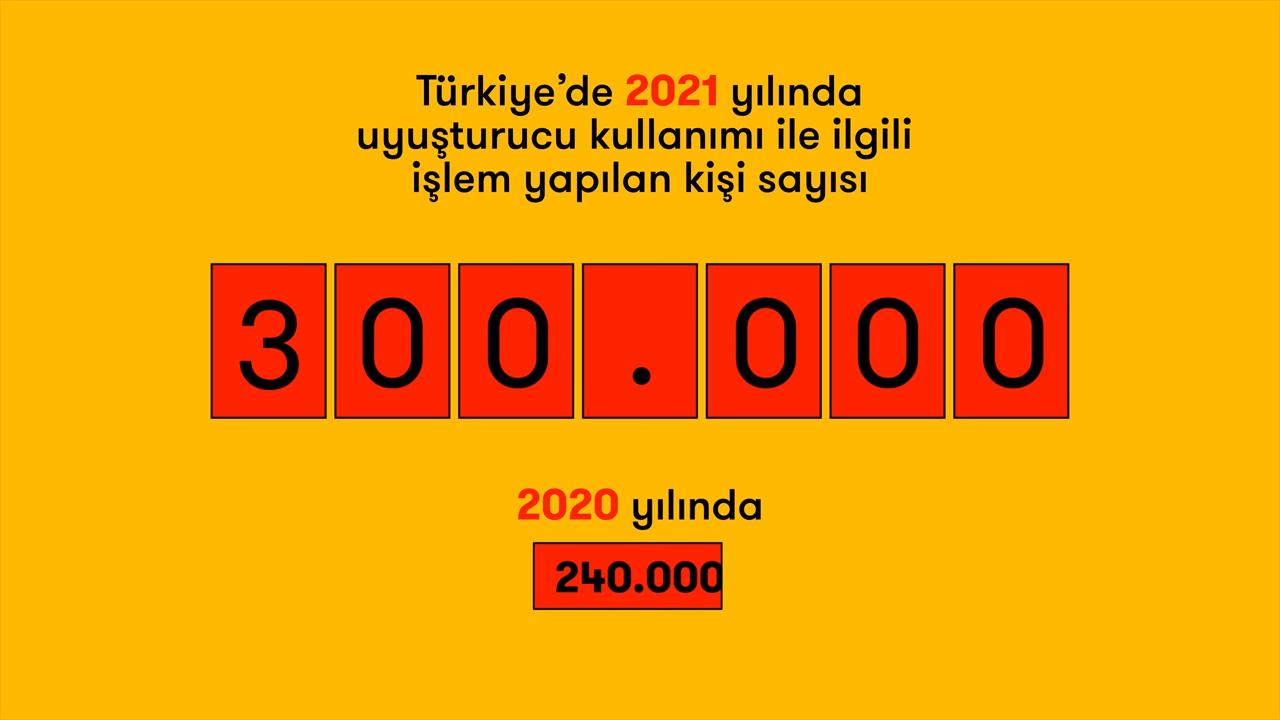 Türkiye’de 2021 yılında
uyuşturucu kullanımı ile ilgili
işlem yapılan kişi sayısı
300.000
2020 yılında
240.000